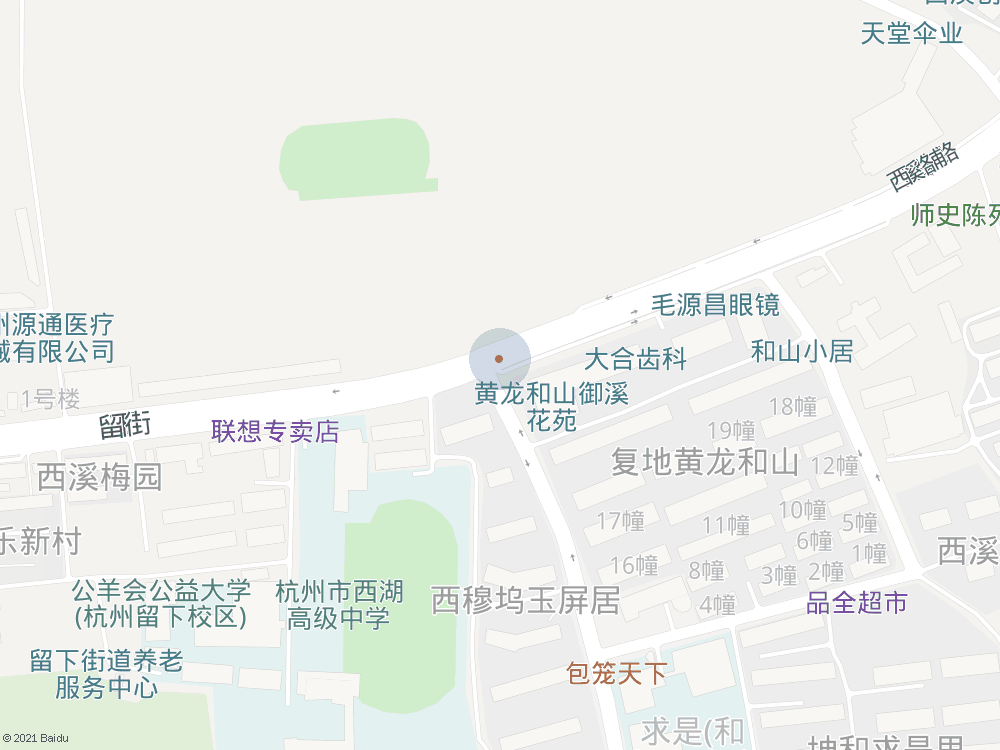 天堂伞业
西溪路辅路
师史陈列
毛源昌眼镜
州源通医疗
械有限公司
大合齿科
和山小居
1号楼
黄龙和山御溪
花苑
留街
联想专卖店
18幢
19幢
复地黄龙和山
12幢
西溪梅园
10幢
17幢
11幢
5幢
乐新村
6幢
1幢
西溪
16幢
8幢
3幢
2幢
公羊会公益大学
(杭州留下校区)
杭州市西湖
高级中学
西穆坞玉屏居
4幢
品全超市
留下街道养老
服务中心
包笼天下
求是(和
坤和求是里
© 2021 Baidu